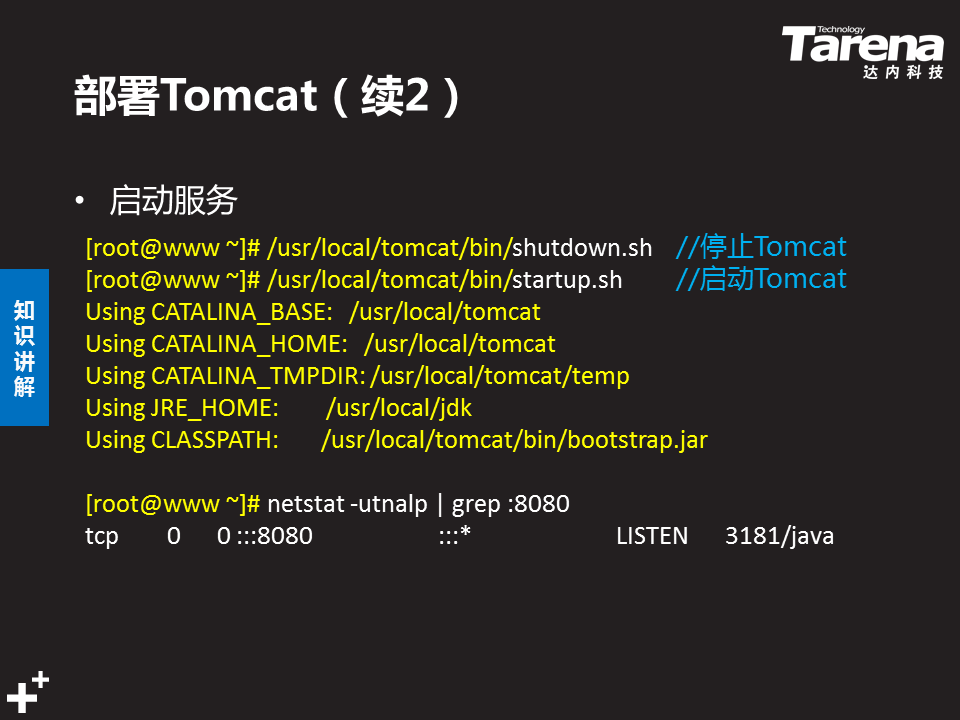 Technology
Tarena
达内科技
部署Tomcat（续2）
• 启动服务
[root@www ~]# /usr/local/tomcat/bin/shutdown.sh //停止Tomcat
[root@www ~]# /usr/local/tomcat/bin/startup.sh //启动Tomcat
Using CATALINA_BASE: /usr/local/tomcat
Using CATALINA_HOME: /usr/local/tomcat
Using CATALINA_TMPDIR: /usr/local/tomcat/temp
Using JRE_HOME: /usr/local/jdk
Using CLASSPATH: /usr/local/tomcat/bin/bootstrap.jar
[root@www ~]# netstat -utnalp | grep :8080
tcp 0 0 :::8080 :::* LISTEN 3181/java
知识讲解